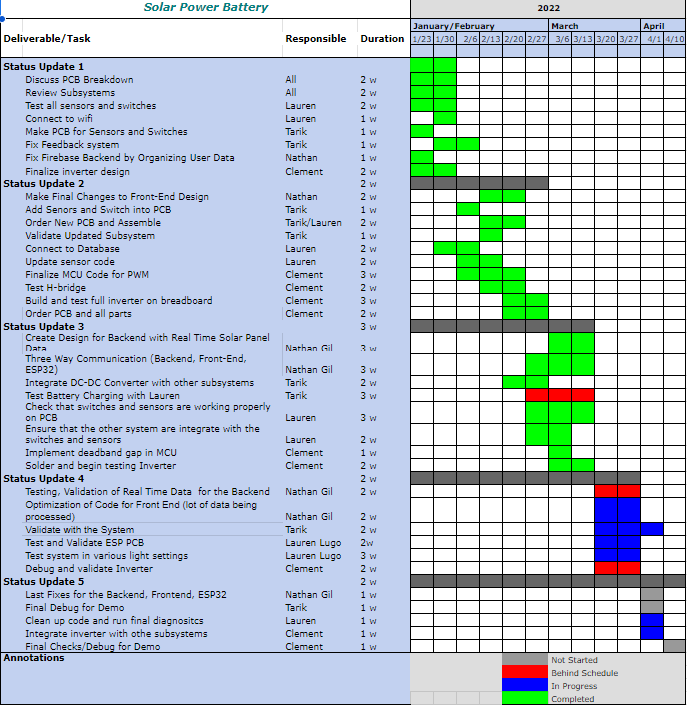 Solar Power Battery 2022
January/February March April
Deliverable/Task Responsible Duration 1/23 1/30 2/6 2/13 2/20 2/27 3/6 3/13 3/20 3/27 4/1 4/10
Status Update 1
Discuss PCB Breakdown All 2 w
Review Subsystems All 2 w
Test all sensors and switches Lauren 2 w
Connect to wifi Lauren 1 w
Make PCB for Sensors and Switches Tarik 1 w
Fix Feedback system Tarik 2 w
Fix Firebase Backend by Organizing User Data Nathan 1 w
Finalize inverter design Clement 2 w
Status Update 2 2 w
Make Final Changes to Front-End Design Nathan 2 w
Add Senors and Switch into PCB Tarik 1 w
Order New PCB and Assemble Tarik/Lauren 2 w
Validate Updated Subsystem Tarik 1 w
Connect to Database Lauren 2 w
Update sensor code Lauren 2 w
Finalize MCU Code for PWM Clement 3 w
Test H-bridge Clement 2 w
Build and test full inverter on breadboard Clement 3 w
Order PCB and all parts Clement 2 w
Status Update 3 3 w
Create Design for Backend with Real Time Solar Panel
Data Nathan Gil 3 w
Three Way Communication (Backend, Front-End,
ESP32) Nathan Gil 3 w
Integrate DC-DC Converter with other subsystems Tarik 2 w
Test Battery Charging with Lauren Tarik 3 w
Check that switches and sensors are working properly
on PCB Lauren 3 w
Ensure that the other system are integrate with the
switches and sensors Lauren 2 w
Implement deadband gap in MCU Clement 1 w
Solder and begin testing Inverter Clement 2 w
Status Update 4 2 w
Testing, Validation of Real Time Data for the Backend Nathan Gil 2 w
Optimization of Code for Front End (lot of data being
processed) Nathan Gil 2 w
Validate with the System Tarik 2 w
Test and Validate ESP PCB Lauren Lugo 2w
Test system in various light settings Lauren Lugo 3 w
Debug and validate Inverter Clement 2 w
Status Update 5 2 w
Last Fixes for the Backend, Frontend, ESP32 Nathan Gil 1 w
Final Debug for Demo Tarik 1 w
Clean up code and run final diagnositcs Lauren 1 w
Integrate inverter with othe subsystems Clement 1 w
Final Checks/Debug for Demo Clement 1 w
Annotations Not Started
Behind Schedule
In Progress
Completed